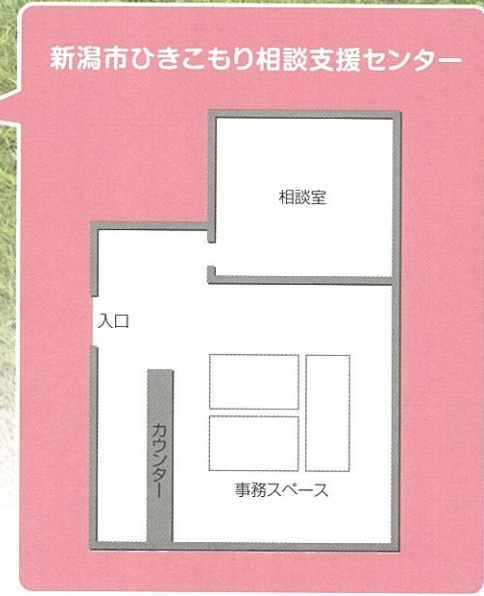 新潟市ひきこもり相談支援センター
相談室
入口
カウンター
事務スペース